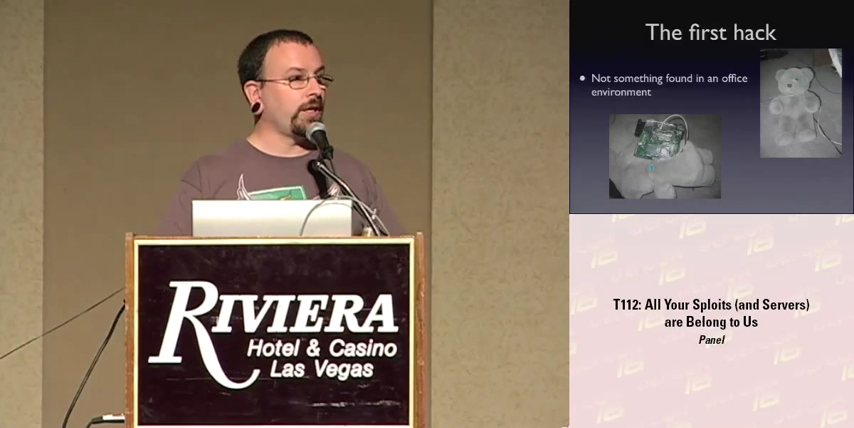 The first hack
• Not something found in an office
environment
RIVIERA
Hotel & Casino
Las Vegas
T112: All Your Sploits (and Servers)
are Belong to Us
Panel